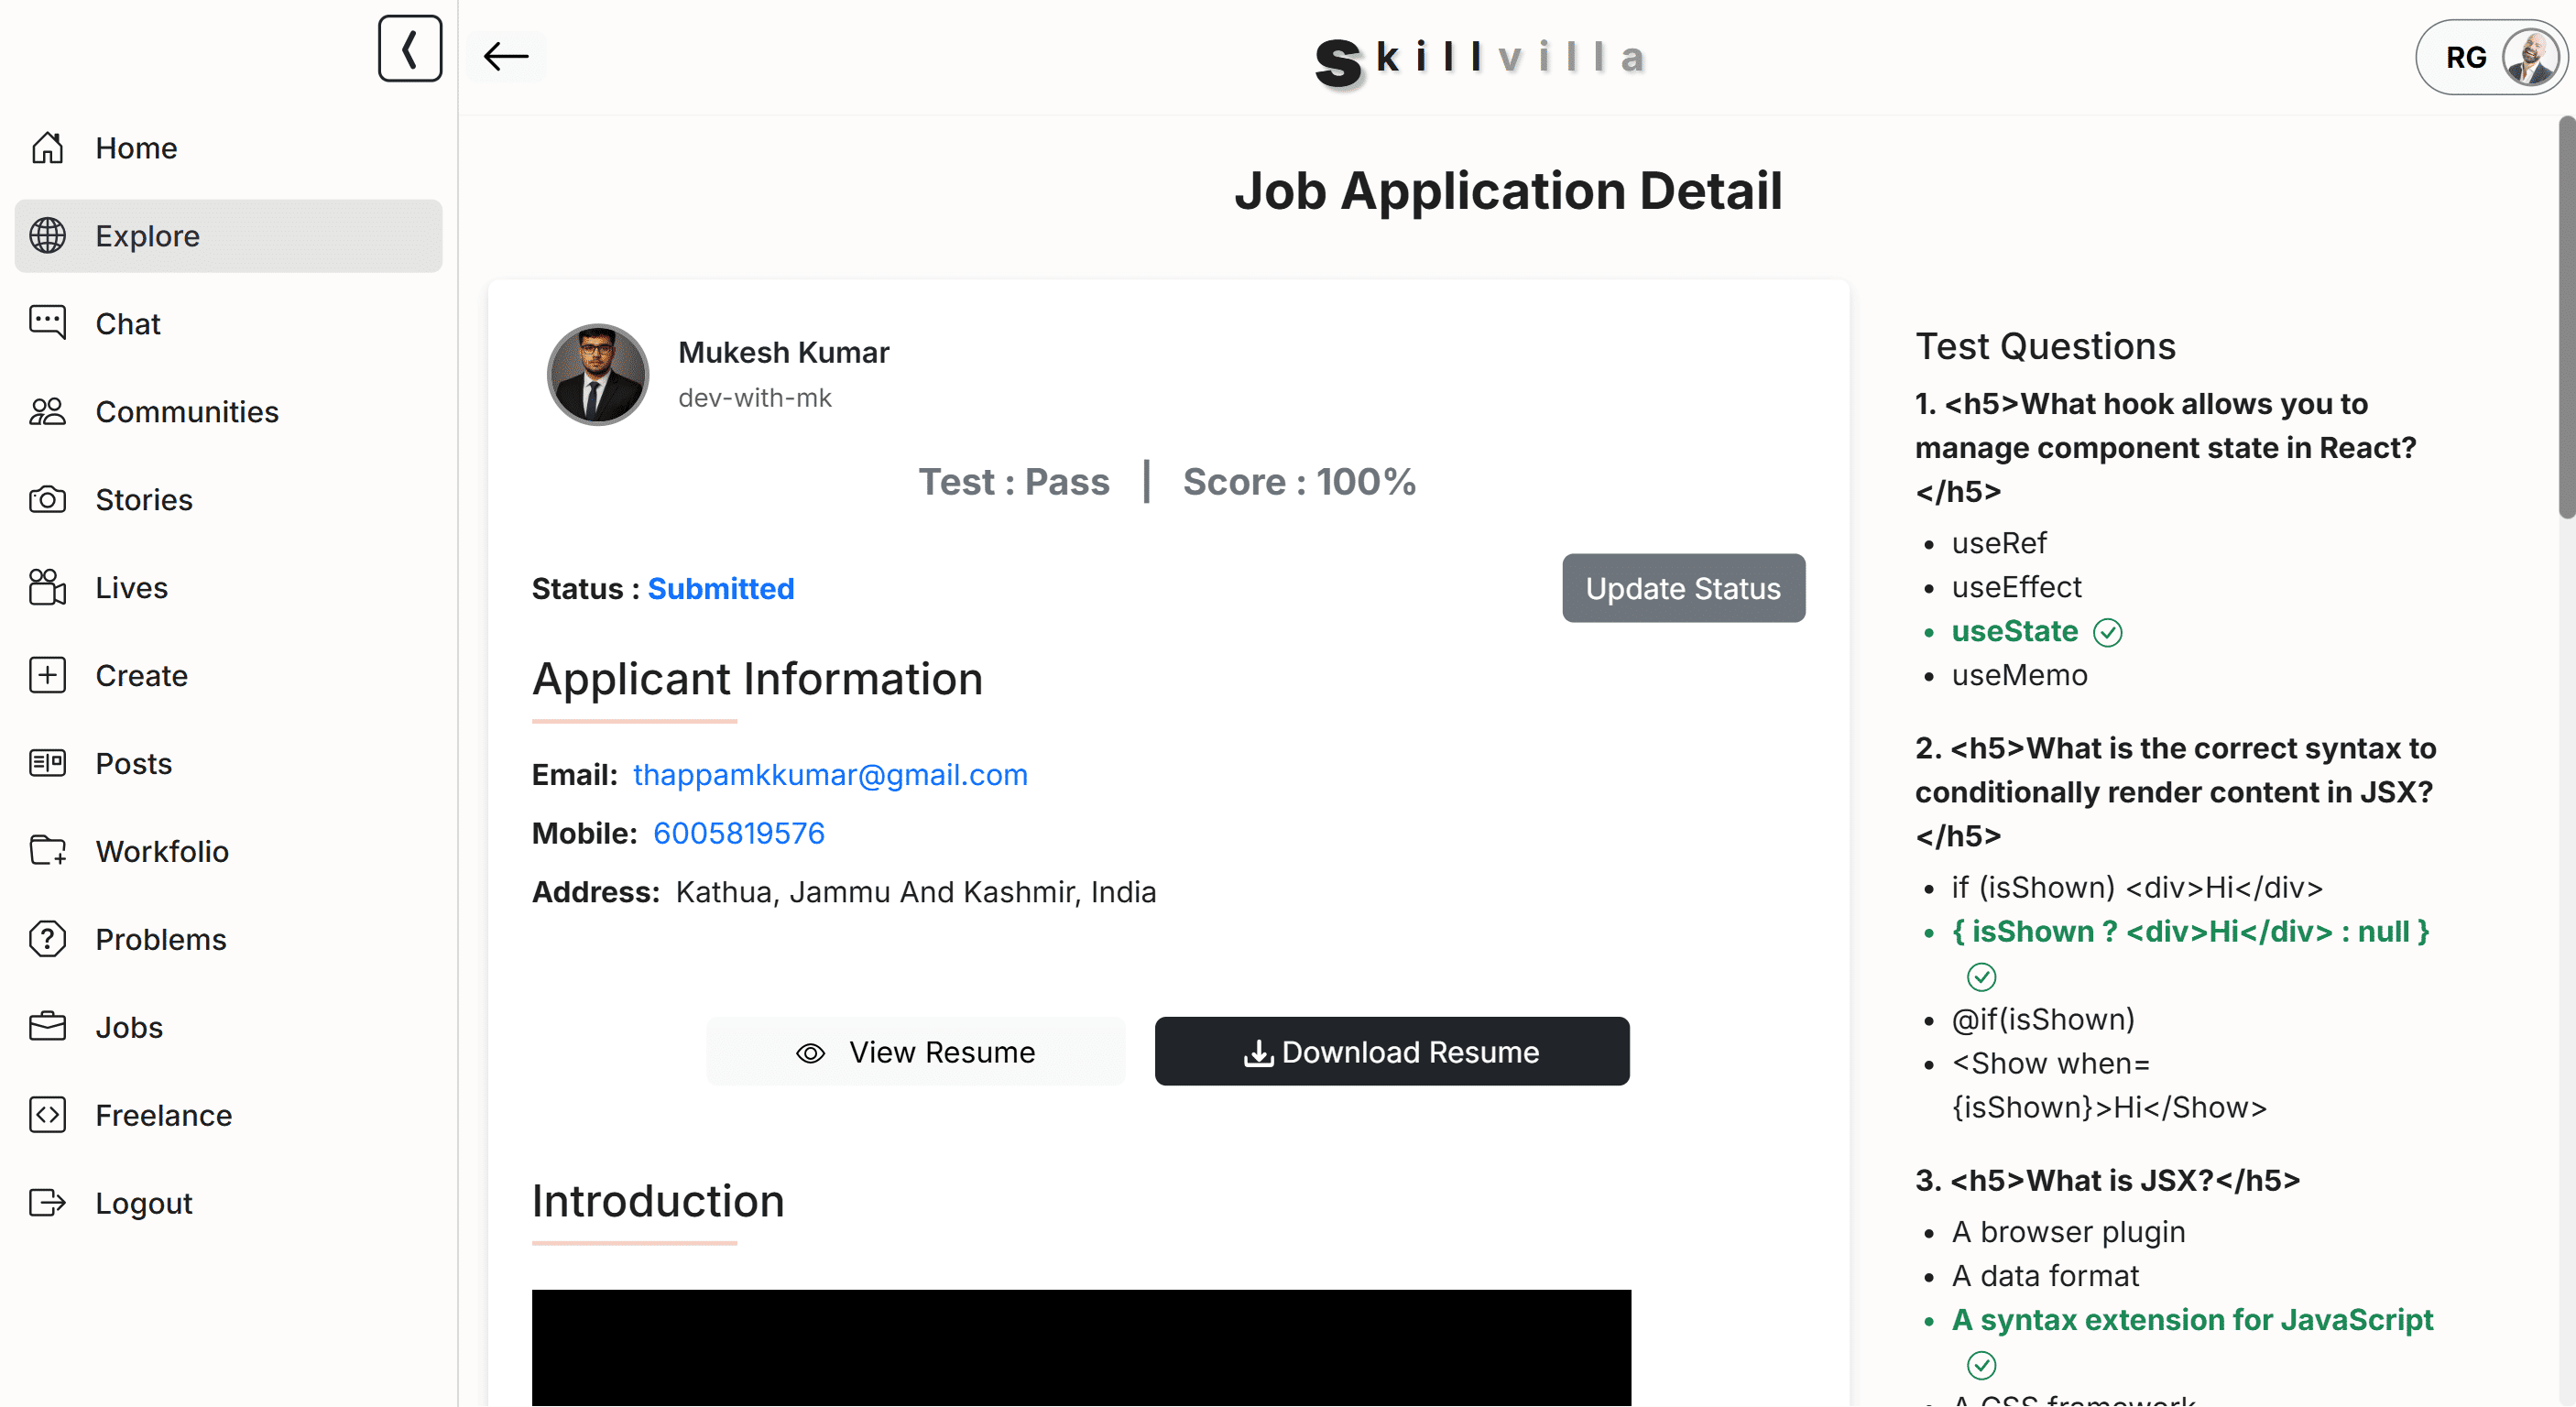 Home
Explore
Chat
Communities
Stories
Lives
Create
Posts
Workfolio
Problems
Jobs
Freelance
Logout
Skillvilla
RG
Job Application Detail
Mukesh Kumar
dev-with-mk
Test : Pass | Score : 100%
Status : Submitted
Update Status
Applicant Information
Email: thappamkkumar@gmail.com
Mobile: 6005819576
Address: Kathua, Jammu And Kashmir, India
View Resume
Download Resume
Introduction
Test Questions
1. <h5>What hook allows you to
manage component state in React?
</h5>
• useRef
• useEffect
• useState
• useMemo
2. <h5>What is the correct syntax to
conditionally render content in JSX?
</h5>
• if (isShown) <div>Hi</div>
• { isShown ? <div>Hi</div> : null }
• @if(isShown)
• <Show when=
{isShown}>Hi</Show>
3. <h5>What is JSX?</h5>
• A browser plugin
• A data format
• A syntax extension for JavaScript
• A CSS framework